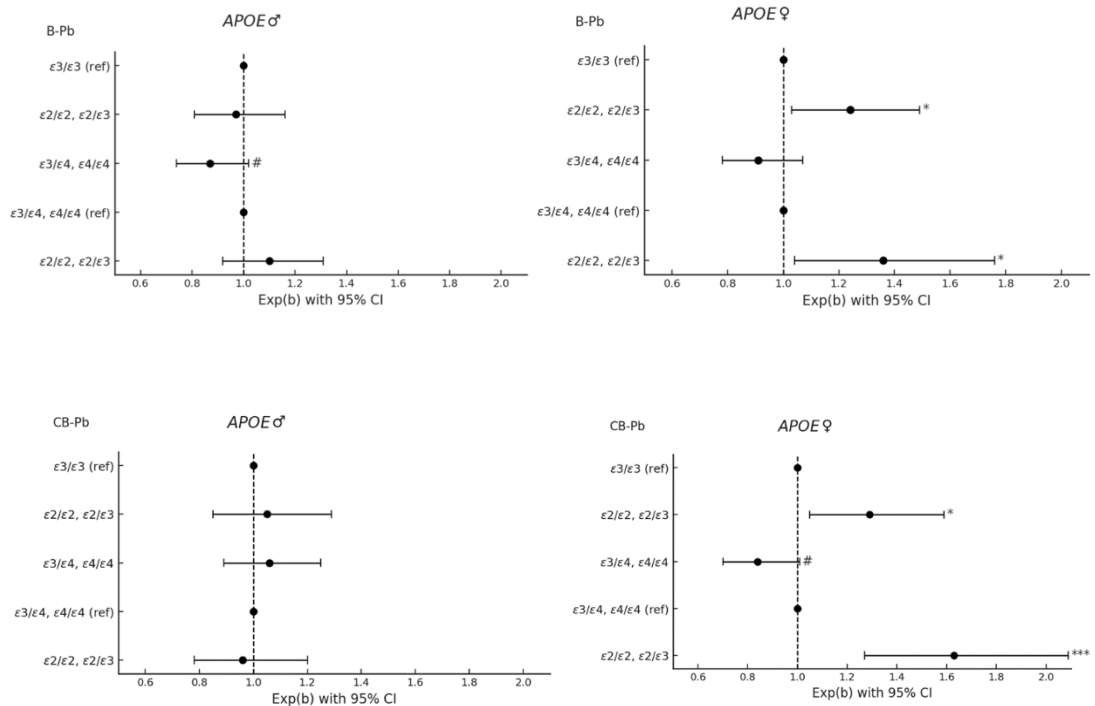 B-Pb
APOE ♂
ε3/ε3 (ref)
ε2/ε2, ε2/ε3
ε3/ε4, ε4/ε4
#
ε3/ε4, ε4/ε4 (ref)
ε2/ε2, ε2/ε3
0.6 0.8 1.0 1.2 1.4 1.6 1.8 2.0
Exp(b) with 95% CI
B-Pb
APOE ♀
ε3/ε3 (ref)
ε2/ε2, ε2/ε3
*
ε3/ε4, ε4/ε4
ε3/ε4, ε4/ε4 (ref)
ε2/ε2, ε2/ε3
*
0.6 0.8 1.0 1.2 1.4 1.6 1.8 2.0
Exp(b) with 95% CI
CB-Pb
APOE ♂
ε3/ε3 (ref)
ε2/ε2, ε2/ε3
ε3/ε4, ε4/ε4
ε3/ε4, ε4/ε4 (ref)
ε2/ε2, ε2/ε3
0.6 0.8 1.0 1.2 1.4 1.6 1.8 2.0
Exp(b) with 95% CI
CB-Pb
APOE ♀
ε3/ε3 (ref)
ε2/ε2, ε2/ε3
*
ε3/ε4, ε4/ε4
#
ε3/ε4, ε4/ε4 (ref)
ε2/ε2, ε2/ε3
***
0.6 0.8 1.0 1.2 1.4 1.6 1.8 2.0
Exp(b) with 95% CI